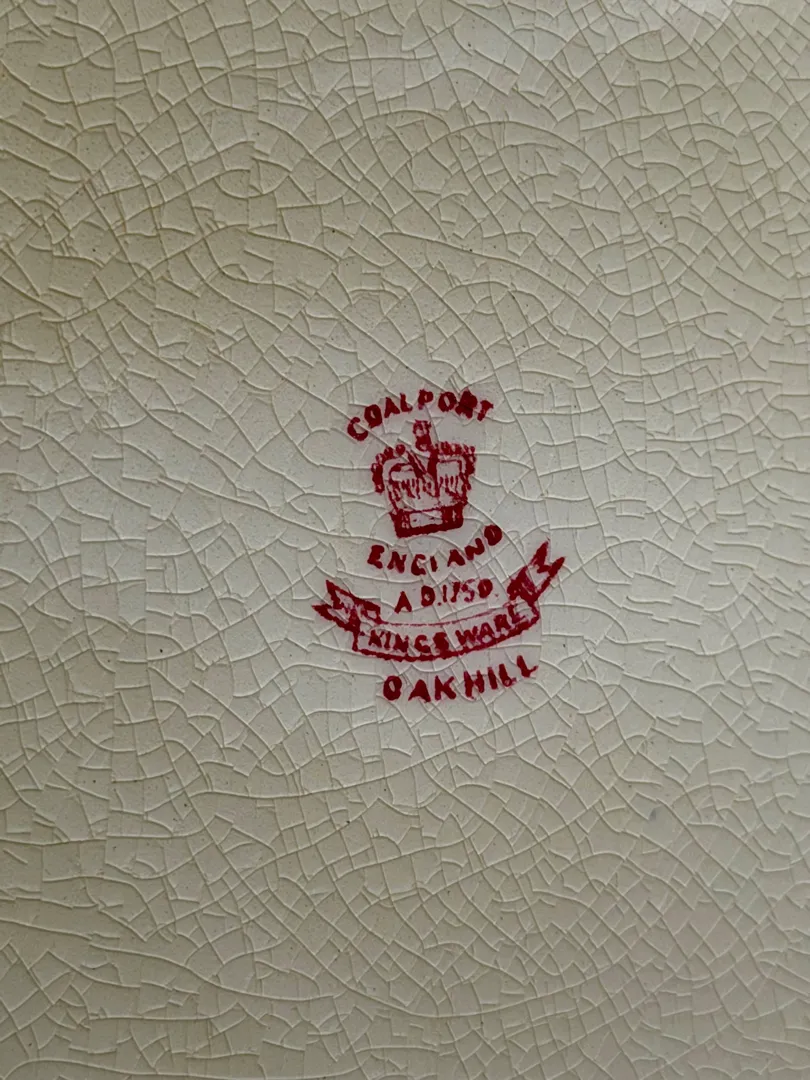 COALPORT
ENGLAND
A.D.1750.
KINGS WARE
OAKHILL